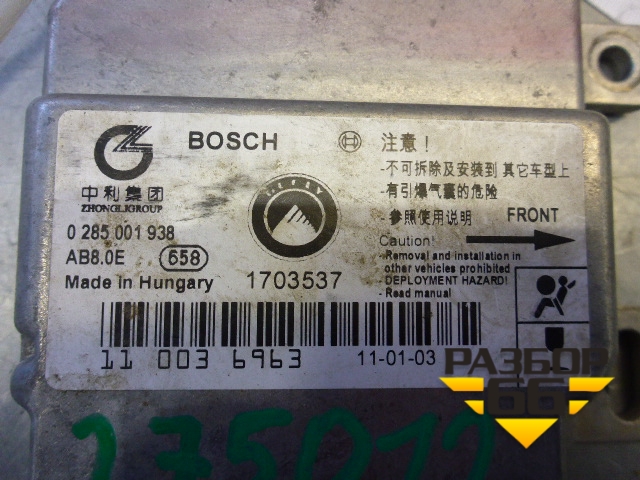 BOSCH
中利集团
ZHONGLIGROUP
0 285 001 938
AB8.0E 658
Made in Hungary
GEELY
1703537
注意！
-不可拆除及安装到 其它车型上
有引爆气囊的危险
-参照使用说明
FRONT
Caution!
- Removal and installation in
other vehicles prohibited
DEPLOYMENT HAZARD!
- Read manual
11 003 6963
11-01-03
РАЗБОР
66
235012